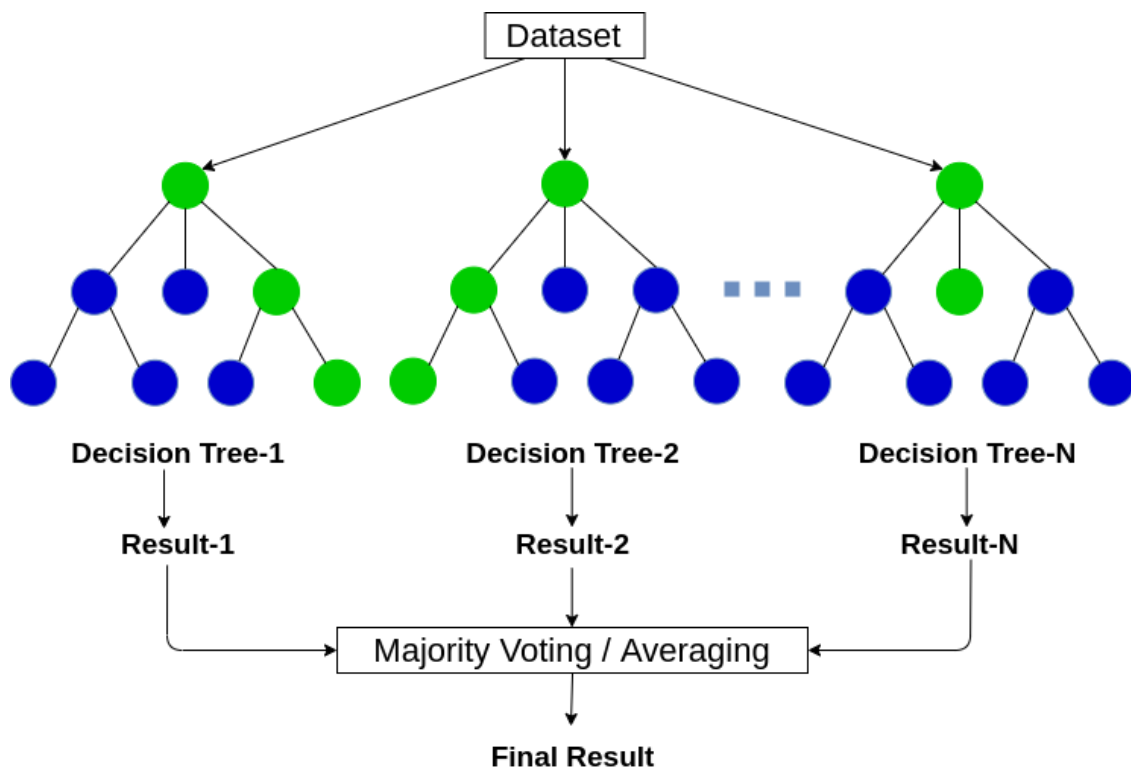 Dataset
Decision Tree-1
Decision Tree-2
Decision Tree-N
Result-1
Result-2
Result-N
Majority Voting / Averaging
Final Result